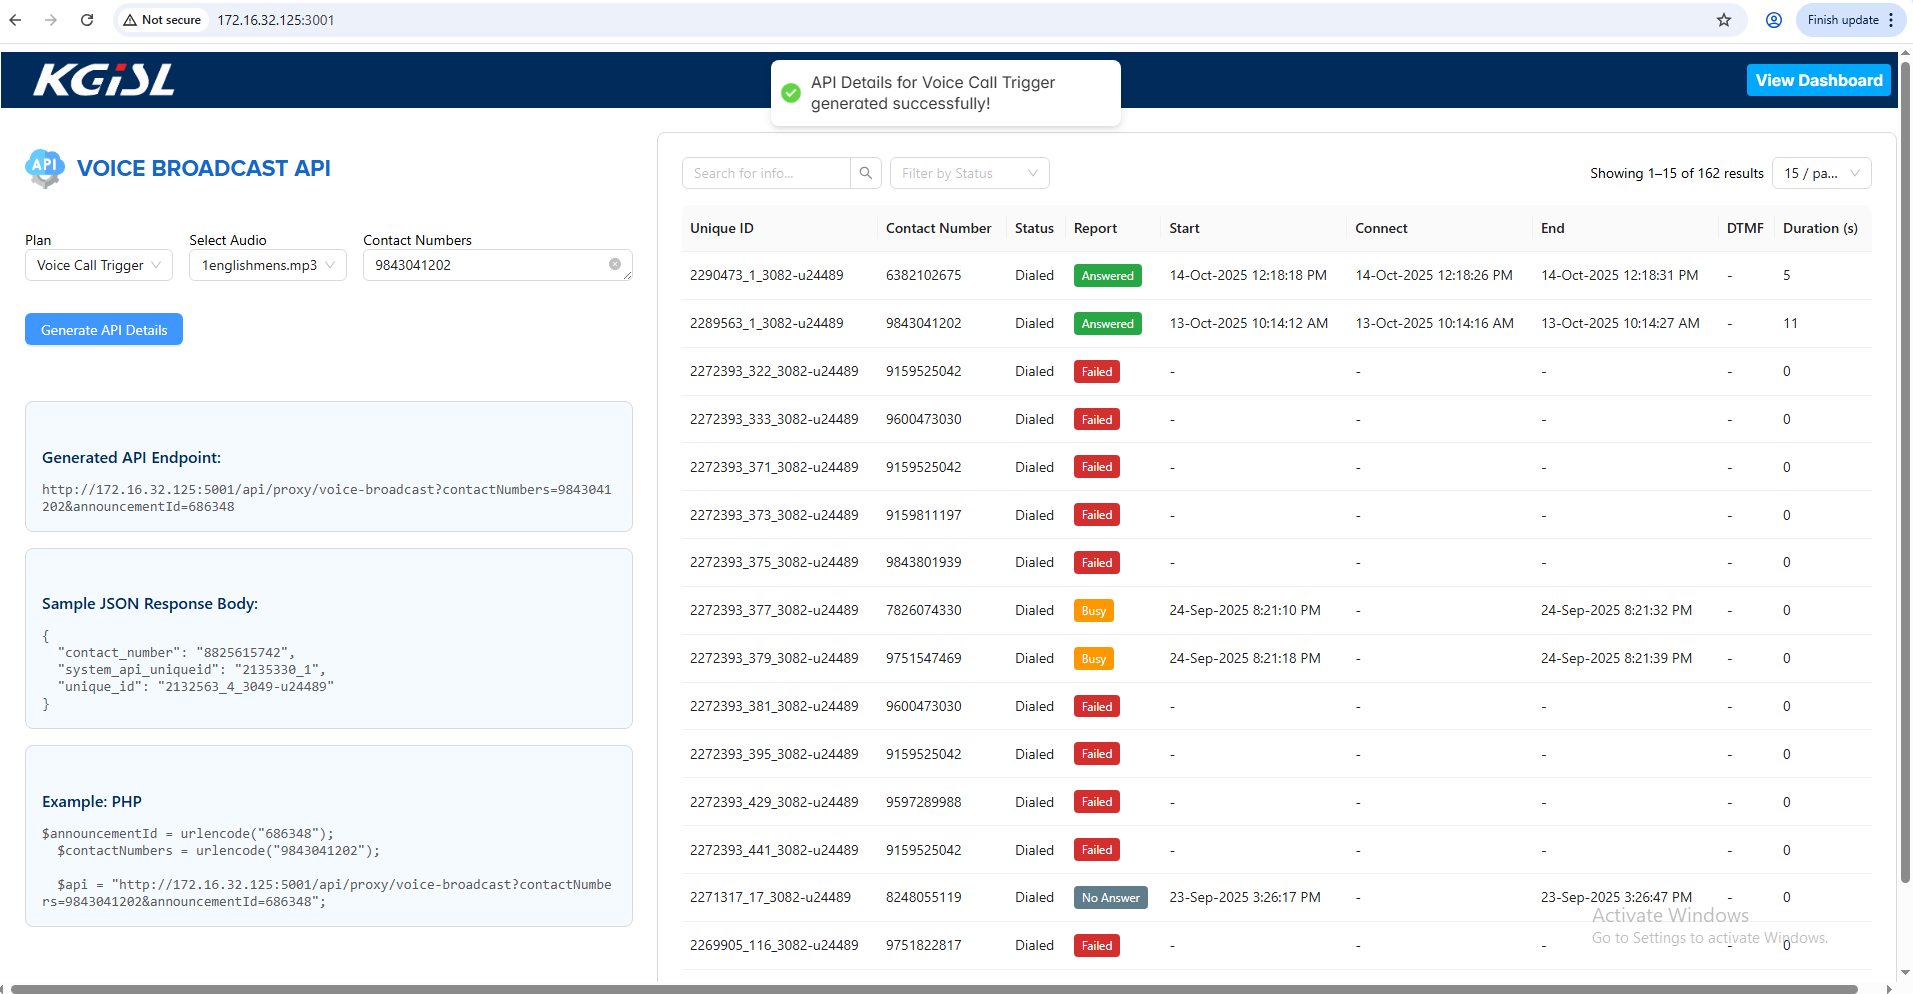 Not secure
172.16.32.125:3001
Finish update
KGiSL
API Details for Voice Call Trigger
generated successfully!
View Dashboard
API
VOICE BROADCAST API
Plan
Select Audio
Contact Numbers
Voice Call Trigger
1englishmens.mp3
9843041202
Generate API Details
Generated API Endpoint:
http://172.16.32.125:5001/api/proxy/voice-broadcast?contactNumbers=9843041
202&announcementId=686348
Sample JSON Response Body:
{
"contact_number": "8825615742",
"system_api_uniqueid": "2135330_1",
"unique_id": "2132563_4_3049-u24489"
}
Example: PHP
$announcementId = urlencode("686348");
$contactNumbers = urlencode("9843041202");
$api = "http://172.16.32.125:5001/api/proxy/voice-broadcast?contactNumbe
rs=9843041202&announcementId=686348";
Search for info...
Filter by Status
Showing 1–15 of 162 results
15 / pa...
Unique ID Contact Number Status Report Start Connect End DTMF Duration (s)
2290473_1_3082-u24489 6382102675 Dialed Answered 14-Oct-2025 12:18:18 PM 14-Oct-2025 12:18:26 PM 14-Oct-2025 12:18:31 PM - 5
2289563_1_3082-u24489 9843041202 Dialed Answered 13-Oct-2025 10:14:12 AM 13-Oct-2025 10:14:16 AM 13-Oct-2025 10:14:27 AM - 11
2272393_322_3082-u24489 9159525042 Dialed Failed - - - - 0
2272393_333_3082-u24489 9600473030 Dialed Failed - - - - 0
2272393_371_3082-u24489 9159525042 Dialed Failed - - - - 0
2272393_373_3082-u24489 9159811197 Dialed Failed - - - - 0
2272393_375_3082-u24489 9843801939 Dialed Failed - - - - 0
2272393_377_3082-u24489 7826074330 Dialed Busy 24-Sep-2025 8:21:10 PM - 24-Sep-2025 8:21:32 PM - 0
2272393_379_3082-u24489 9751547469 Dialed Busy 24-Sep-2025 8:21:18 PM - 24-Sep-2025 8:21:39 PM - 0
2272393_381_3082-u24489 9600473030 Dialed Failed - - - - 0
2272393_395_3082-u24489 9159525042 Dialed Failed - - - - 0
2272393_429_3082-u24489 9597289988 Dialed Failed - - - - 0
2272393_441_3082-u24489 9159525042 Dialed Failed - - - - 0
2271317_17_3082-u24489 8248055119 Dialed No Answer 23-Sep-2025 3:26:17 PM - 23-Sep-2025 3:26:47 PM - 0
2269905_116_3082-u24489 9751822817 Dialed Failed - - - - 0
Activate Windows
Go to Settings to activate Windows.